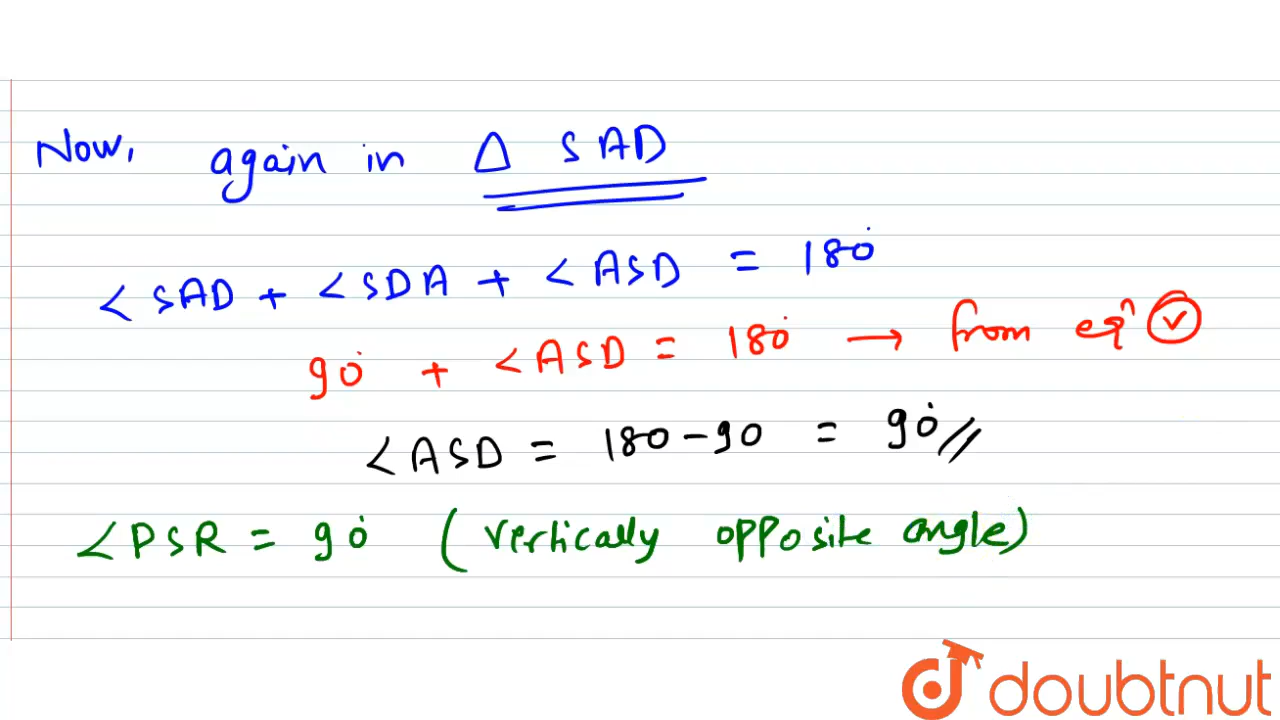 Now, again in Δ SAD
∠SAD + ∠SDA + ∠ASD = 180°
90° + ∠ASD = 180° → from eqⁿ (v)
∠ASD = 180 - 90 = 90° //
∠PSR = 90° (vertically opposite angle)
doubtnut